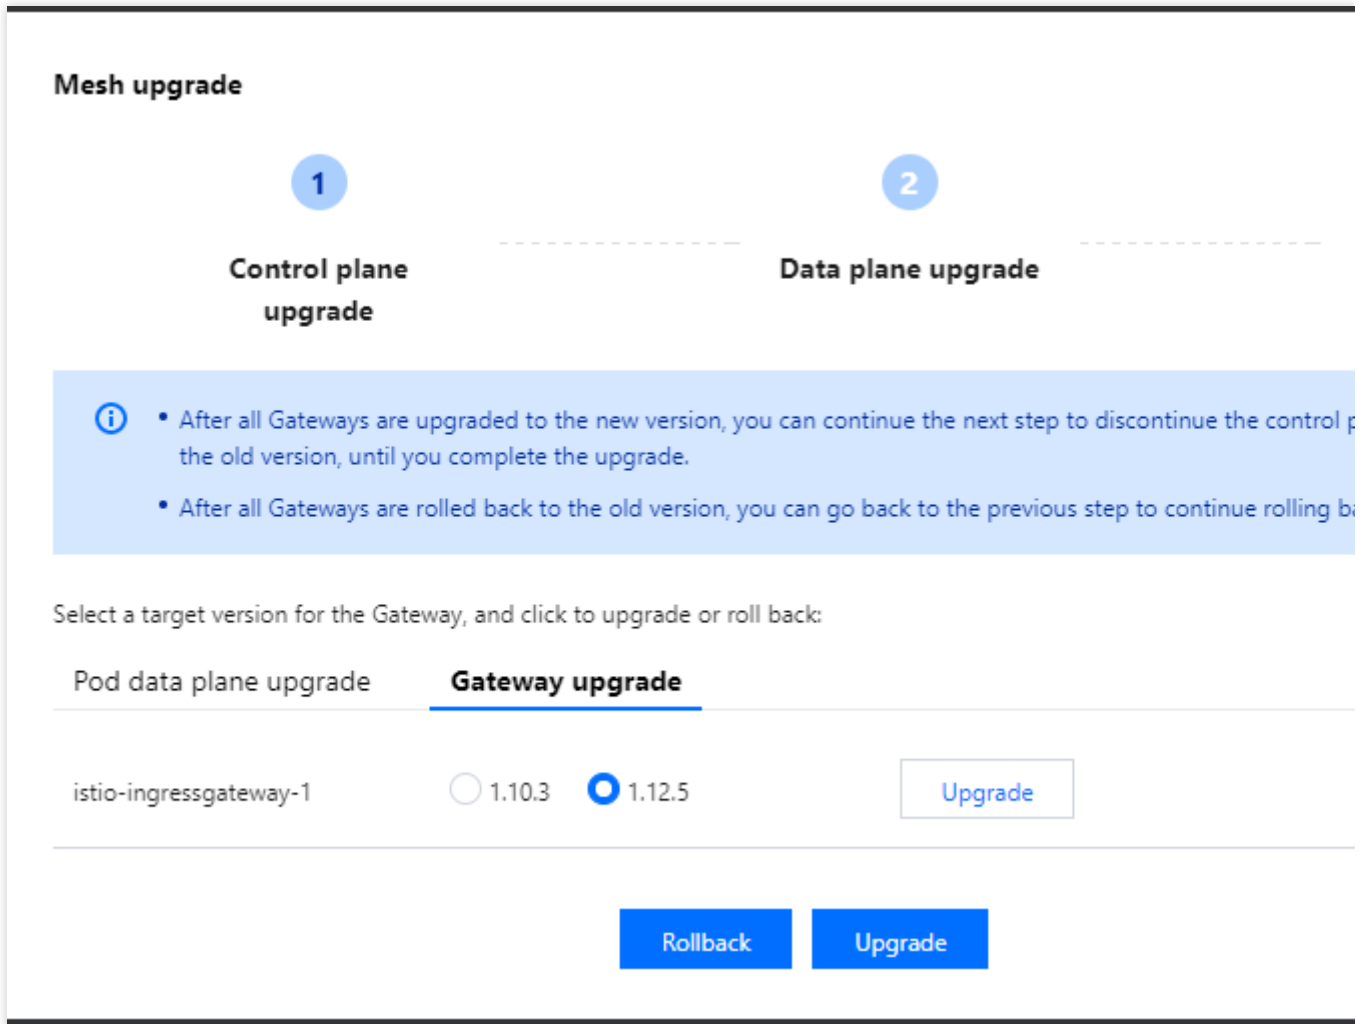 Mesh upgrade
1
2
Control plane
upgrade
Data plane upgrade
• After all Gateways are upgraded to the new version, you can continue the next step to discontinue the control
the old version, until you complete the upgrade.
• After all Gateways are rolled back to the old version, you can go back to the previous step to continue rolling
Select a target version for the Gateway, and click to upgrade or roll back:
Pod data plane upgrade Gateway upgrade
istio-ingressgateway-1 1.10.3 1.12.5 Upgrade
Rollback Upgrade